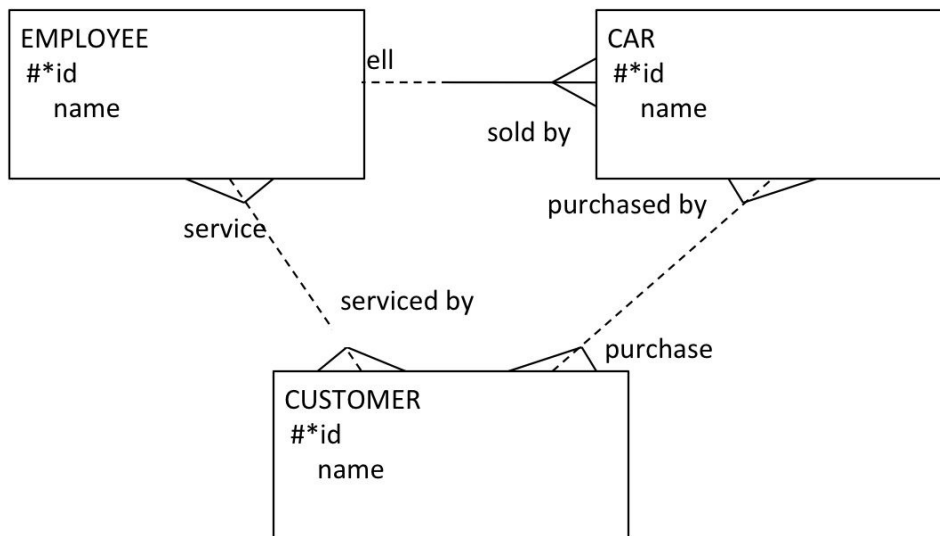 EMPLOYEE
#*id
name
ell
CAR
#*id
name
sold by
service
purchased by
serviced by
purchase
CUSTOMER
#*id
name